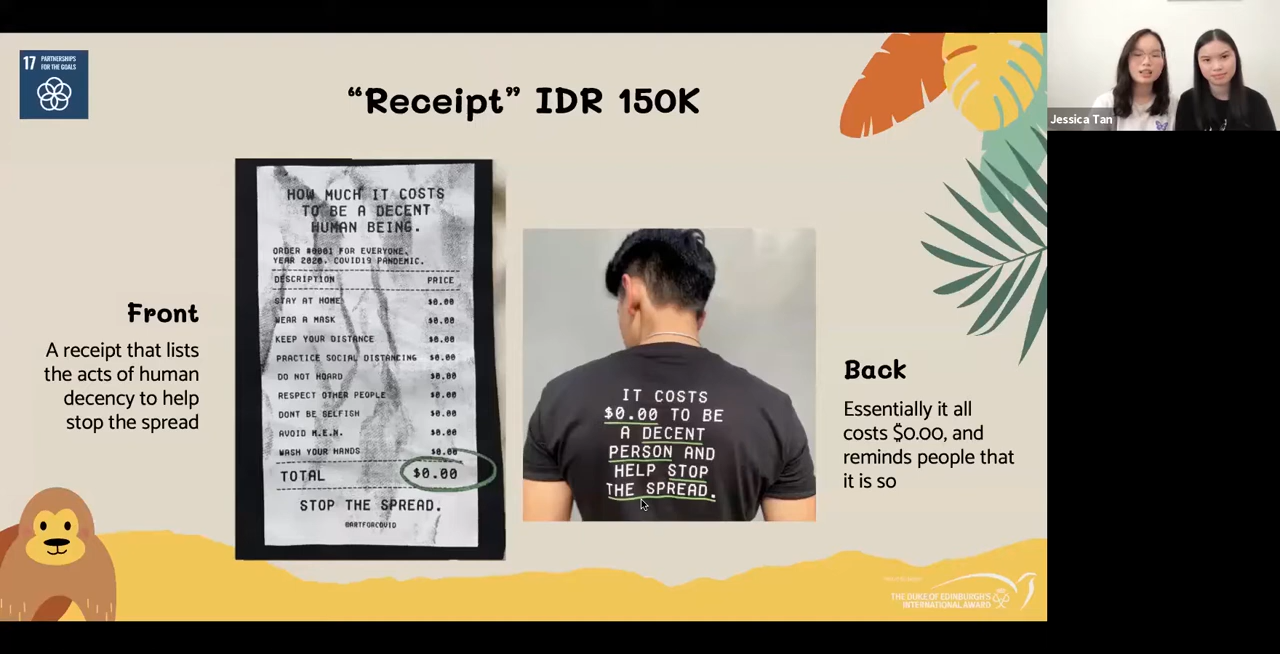 17 PARTNERSHIPS
FOR THE GOALS
“Receipt” IDR 150K
Front
A receipt that lists
the acts of human
decency to help
stop the spread
HOW MUCH IT COSTS
TO BE A DECENT
HUMAN BEING.
ORDER #0001 FOR EVERYONE.
YEAR 2020. COVID19 PANDEMIC.
DESCRIPTION PRICE
STAY AT HOME $0.00
WEAR A MASK $0.00
KEEP YOUR DISTANCE $0.00
PRACTICE SOCIAL DISTANCING $0.00
DO NOT HOARD $0.00
RESPECT OTHER PEOPLE $0.00
DONT BE SELFISH $0.00
AVOID M.E.N. $0.00
WASH YOUR HANDS $0.00
TOTAL $0.00
STOP THE SPREAD.
@ARTFORCOVID
IT COSTS
$0.00 TO BE
A DECENT
PERSON AND
HELP STOP
THE SPREAD.
Back
Essentially it all
costs $0.00, and
reminds people that
it is so
THE DUKE OF EDINBURGH'S
INTERNATIONAL AWARD
Jessica Tan